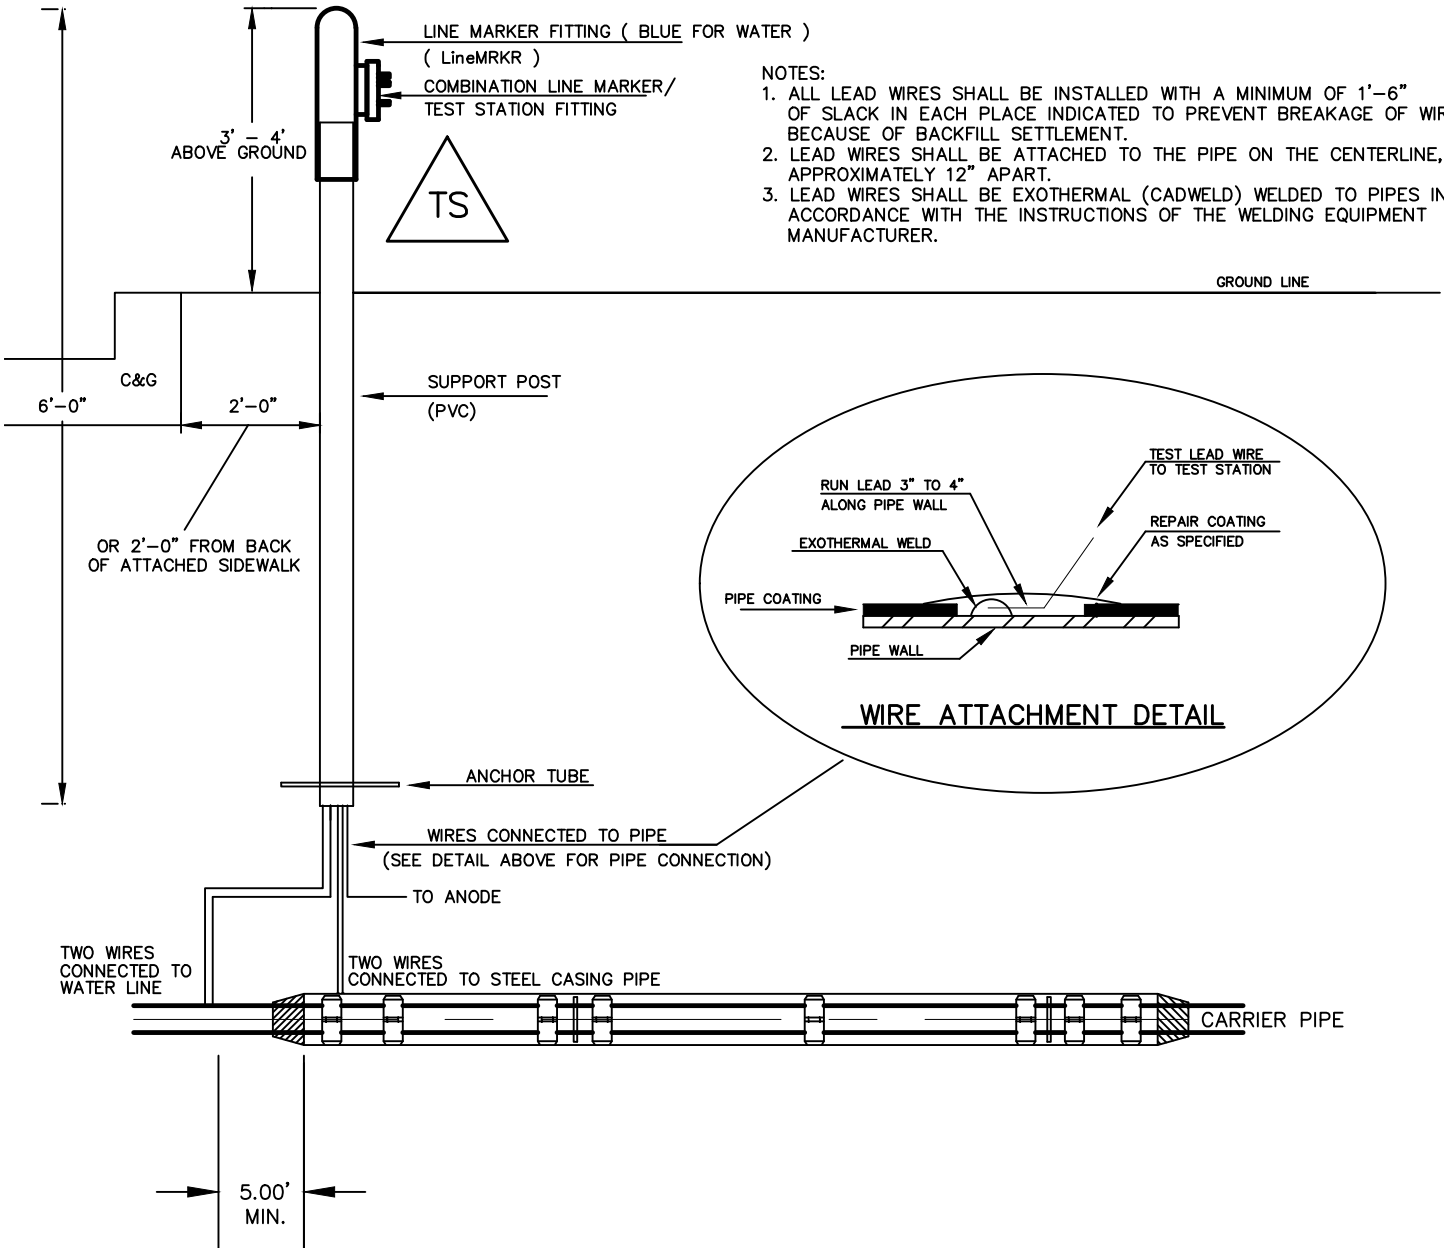 LINE MARKER FITTING ( BLUE FOR WATER )
( LineMRKR )
COMBINATION LINE MARKER/
TEST STATION FITTING
3' - 4'
ABOVE GROUND
TS
NOTES:
1. ALL LEAD WIRES SHALL BE INSTALLED WITH A MINIMUM OF 1'-6"
OF SLACK IN EACH PLACE INDICATED TO PREVENT BREAKAGE OF
BECAUSE OF BACKFILL SETTLEMENT.
2. LEAD WIRES SHALL BE ATTACHED TO THE PIPE ON THE CENTERLINE,
APPROXIMATELY 12" APART.
3. LEAD WIRES SHALL BE EXOTHERMAL (CADWELD) WELDED TO PIPES IN
ACCORDANCE WITH THE INSTRUCTIONS OF THE WELDING EQUIPMENT
MANUFACTURER.
GROUND LINE
C&G
6'-0"
2'-0"
SUPPORT POST
(PVC)
OR 2'-0" FROM BACK
OF ATTACHED SIDEWALK
TEST LEAD WIRE
TO TEST STATION
RUN LEAD 3" TO 4"
ALONG PIPE WALL
REPAIR COATING
AS SPECIFIED
EXOTHERMAL WELD
PIPE COATING
PIPE WALL
WIRE ATTACHMENT DETAIL
ANCHOR TUBE
WIRES CONNECTED TO PIPE
(SEE DETAIL ABOVE FOR PIPE CONNECTION)
TO ANODE
TWO WIRES
CONNECTED TO
WATER LINE
TWO WIRES
CONNECTED TO STEEL CASING PIPE
CARRIER PIPE
5.00'
MIN.